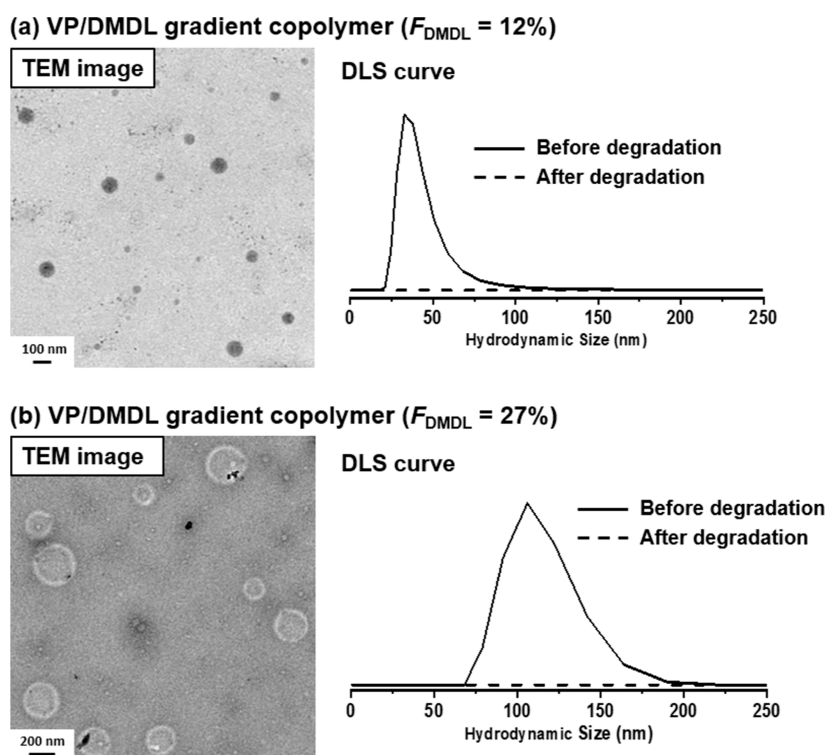 (a) VP/DMDL gradient copolymer (FDMDL = 12%)
TEM image
DLS curve
Before degradation
After degradation
100 nm
0 50 100 150 200 250
Hydrodynamic Size (nm)
(b) VP/DMDL gradient copolymer (FDMDL = 27%)
TEM image
DLS curve
Before degradation
After degradation
200 nm
0 50 100 150 200 250
Hydrodynamic Size (nm)